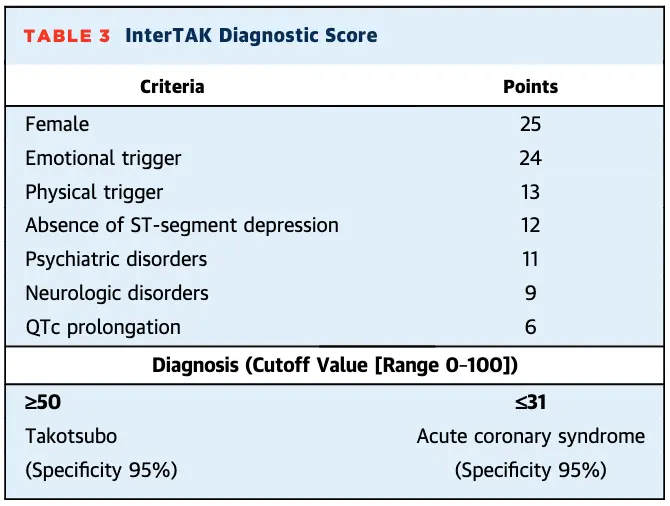 TABLE 3 InterTAK Diagnostic Score
Criteria Points
Female 25
Emotional trigger 24
Physical trigger 13
Absence of ST-segment depression 12
Psychiatric disorders 11
Neurologic disorders 9
QTc prolongation 6
Diagnosis (Cutoff Value [Range 0–100])
≥50 ≤31
Takotsubo Acute coronary syndrome
(Specificity 95%) (Specificity 95%)